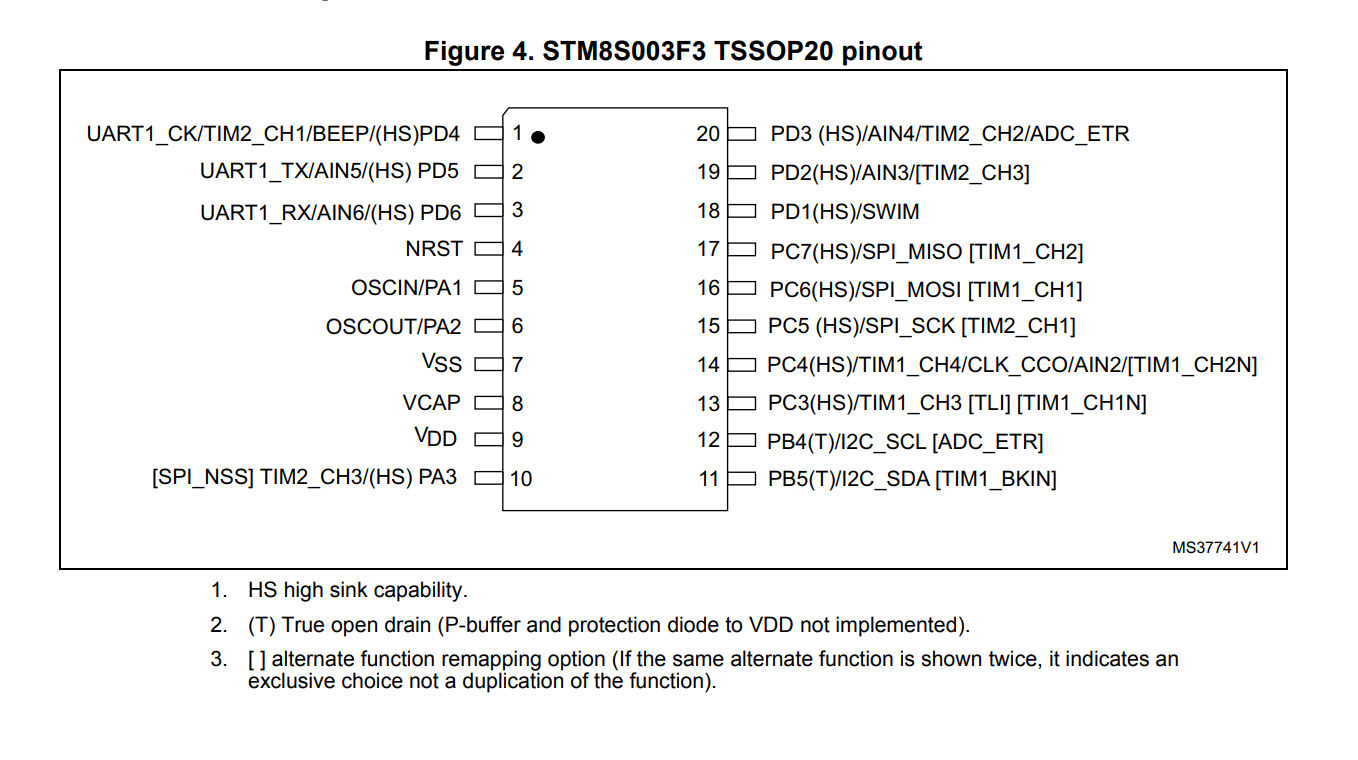 Figure 4. STM8S003F3 TSSOP20 pinout
UART1_CK/TIM2_CH1/BEEP/(HS)PD4 1 20 PD3 (HS)/AIN4/TIM2_CH2/ADC_ETR
UART1_TX/AIN5/(HS) PD5 2 19 PD2(HS)/AIN3/[TIM2_CH3]
UART1_RX/AIN6/(HS) PD6 3 18 PD1(HS)/SWIM
NRST 4 17 PC7(HS)/SPI_MISO [TIM1_CH2]
OSCIN/PA1 5 16 PC6(HS)/SPI_MOSI [TIM1_CH1]
OSCOUT/PA2 6 15 PC5 (HS)/SPI_SCK [TIM2_CH1]
VSS 7 14 PC4(HS)/TIM1_CH4/CLK_CCO/AIN2/[TIM1_CH2N]
VCAP 8 13 PC3(HS)/TIM1_CH3 [TLI] [TIM1_CH1N]
VDD 9 12 PB4(T)/I2C_SCL [ADC_ETR]
[SPI_NSS] TIM2_CH3/(HS) PA3 10 11 PB5(T)/I2C_SDA [TIM1_BKIN]
MS37741V1
1. HS high sink capability.
2. (T) True open drain (P-buffer and protection diode to VDD not implemented).
3. [ ] alternate function remapping option (If the same alternate function is shown twice, it indicates an
exclusive choice not a duplication of the function).